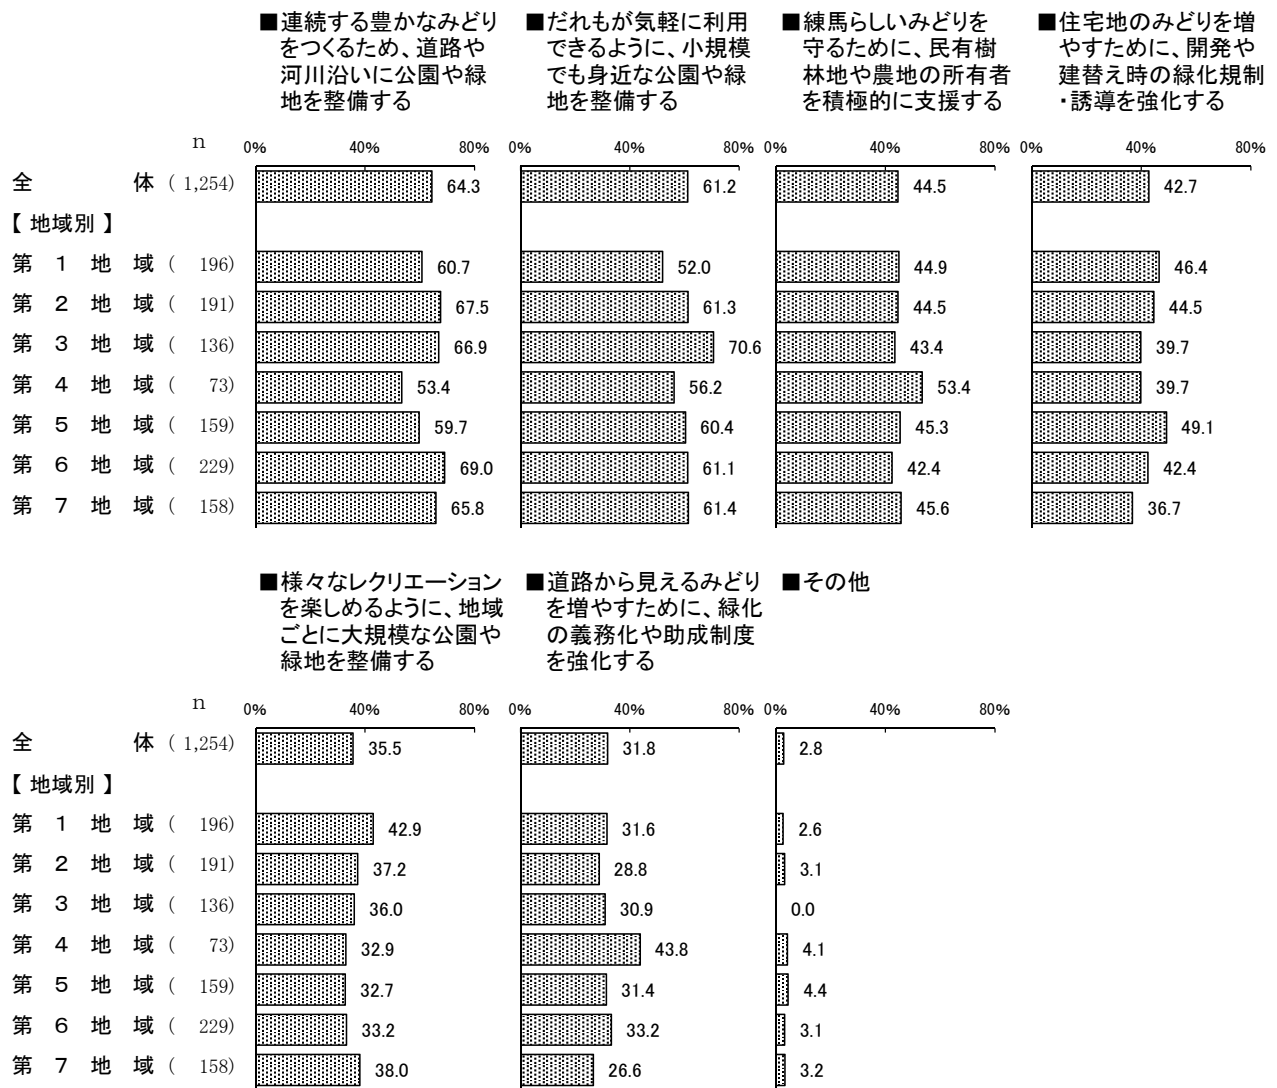 ■連続する豊かなみどり
をつくるため、道路や
河川沿いに公園や緑
地を整備する
■だれもが気軽に利用
できるように、小規模
でも身近な公園や緑
地を整備する
■練馬らしいみどりを
守るために、民有樹
林地や農地の所有者
を積極的に支援する
■住宅地のみどりを増
やすために、開発や
建替え時の緑化規制
・誘導を強化する
n 0% 40% 80% 0% 40% 80% 0% 40% 80% 0% 40% 80%
全体 ( 1,254) 64.3 61.2 44.5 42.7
【 地域別 】
第1地域 ( 196) 60.7 52.0 44.9 46.4
第2地域 ( 191) 67.5 61.3 44.5 44.5
第3地域 ( 136) 66.9 70.6 43.4 39.7
第4地域 ( 73) 53.4 56.2 53.4 39.7
第5地域 ( 159) 59.7 60.4 45.3 49.1
第6地域 ( 229) 69.0 61.1 42.4 42.4
第7地域 ( 158) 65.8 61.4 45.6 36.7
■様々なレクリエーション
を楽しめるように、地域
ごとに大規模な公園や
緑地を整備する
■道路から見えるみどり
を増やすために、緑化
の義務化や助成制度
を強化する
■その他
n 0% 40% 80% 0% 40% 80% 0% 40% 80%
全体 ( 1,254) 35.5 31.8 2.8
【 地域別 】
第1地域 ( 196) 42.9 31.6 2.6
第2地域 ( 191) 37.2 28.8 3.1
第3地域 ( 136) 36.0 30.9 0.0
第4地域 ( 73) 32.9 43.8 4.1
第5地域 ( 159) 32.7 31.4 4.4
第6地域 ( 229) 33.2 33.2 3.1
第7地域 ( 158) 38.0 26.6 3.2